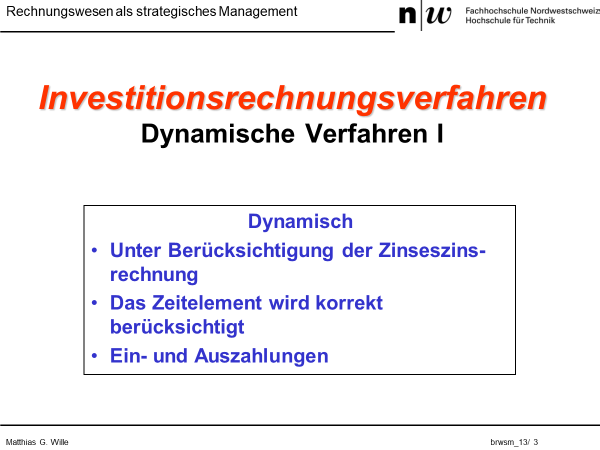 Rechnungswesen als strategisches Management
n|w
Fachhochschule Nordwestschweiz
Hochschule für Technik
Investitionsrechnungsverfahren
Dynamische Verfahren I
Dynamisch
• Unter Berücksichtigung der Zinseszins-
rechnung
• Das Zeitelement wird korrekt
berücksichtigt
• Ein- und Auszahlungen
Matthias G. Wille
brwsm_13/ 3